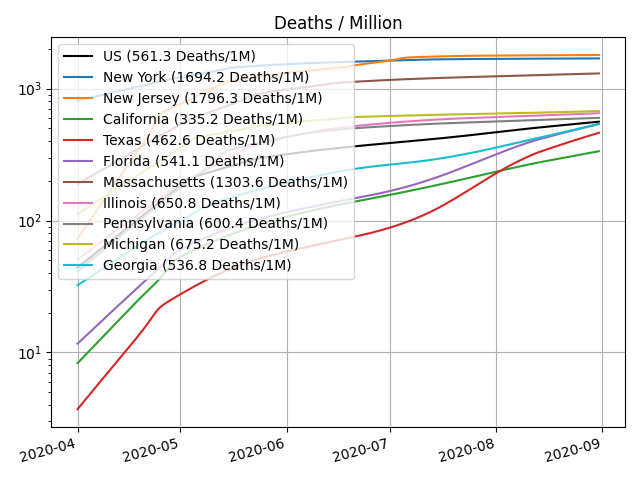 Deaths / Million
US (561.3 Deaths/1M)
New York (1694.2 Deaths/1M)
New Jersey (1796.3 Deaths/1M)
California (335.2 Deaths/1M)
Texas (462.6 Deaths/1M)
Florida (541.1 Deaths/1M)
Massachusetts (1303.6 Deaths/1M)
Illinois (650.8 Deaths/1M)
Pennsylvania (600.4 Deaths/1M)
Michigan (675.2 Deaths/1M)
Georgia (536.8 Deaths/1M)
10³
10²
10¹
2020-04 2020-05 2020-06 2020-07 2020-08 2020-09